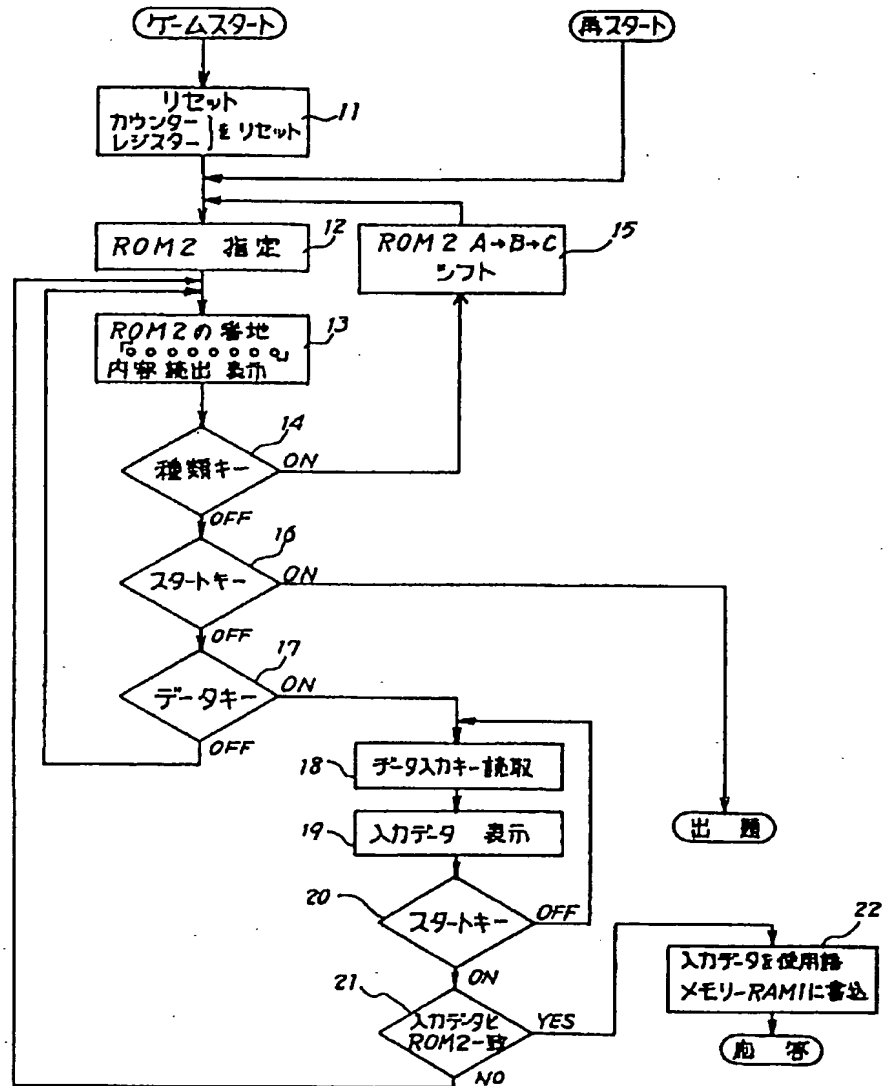 ゲームスタート
再スタート
リセット
カウンター
レジスター
をリセット
11
ROM2 指定
12
ROM2 A→B→C
シフト
15
ROM2の番地
「○○○○○○○○」
内容読出 表示
13
種類キー
14
ON
OFF
スタートキー
16
ON
OFF
データキー
17
ON
OFF
18
データ入力キー読取
19
入力データ 表示
出題
20
スタートキー
OFF
ON
21
入力データと
ROM2一致
YES
NO
22
入力データを使用語
メモリーRAM1に書込
応答